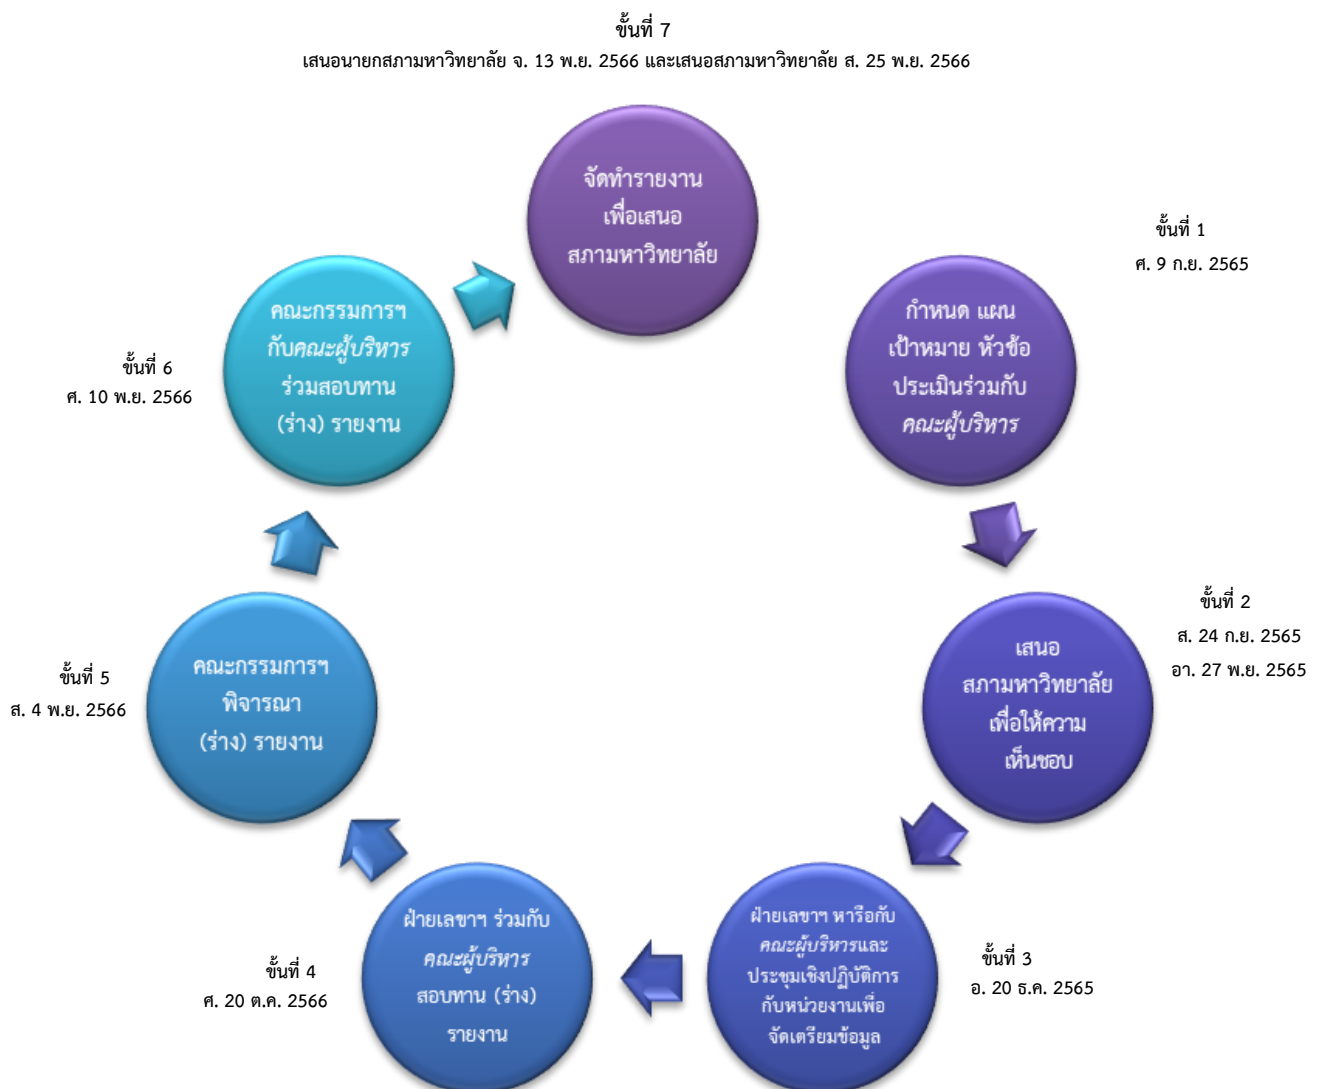 ขั้นที่ 7
เสนอนายกสภามหาวิทยาลัย จ. 13 พ.ย. 2566 และเสนอสภามหาวิทยาลัย ส. 25 พ.ย. 2566
จัดทำรายงาน
เพื่อเสนอ
สภามหาวิทยาลัย
ขั้นที่ 1
ศ. 9 ก.ย. 2565
กำหนด แผน
เป้าหมาย หัวข้อ
ประเมินร่วมกับ
คณะผู้บริหาร
ขั้นที่ 2
ส. 24 ก.ย. 2565
อา. 27 พ.ย. 2565
เสนอ
สภามหาวิทยาลัย
เพื่อให้ความ
เห็นชอบ
ขั้นที่ 3
อ. 20 ธ.ค. 2565
ฝ่ายเลขาฯ หารือกับ
คณะผู้บริหารและ
ประชุมเชิงปฏิบัติการ
กับหน่วยงานเพื่อ
จัดเตรียมข้อมูล
ขั้นที่ 4
ศ. 20 ต.ค. 2566
ฝ่ายเลขาฯ ร่วมกับ
คณะผู้บริหาร
สอบทาน (ร่าง)
รายงาน
ขั้นที่ 5
ส. 4 พ.ย. 2566
คณะกรรมการฯ
พิจารณา
(ร่าง) รายงาน
ขั้นที่ 6
ศ. 10 พ.ย. 2566
คณะกรรมการฯ
กับคณะผู้บริหาร
ร่วมสอบทาน
(ร่าง) รายงาน